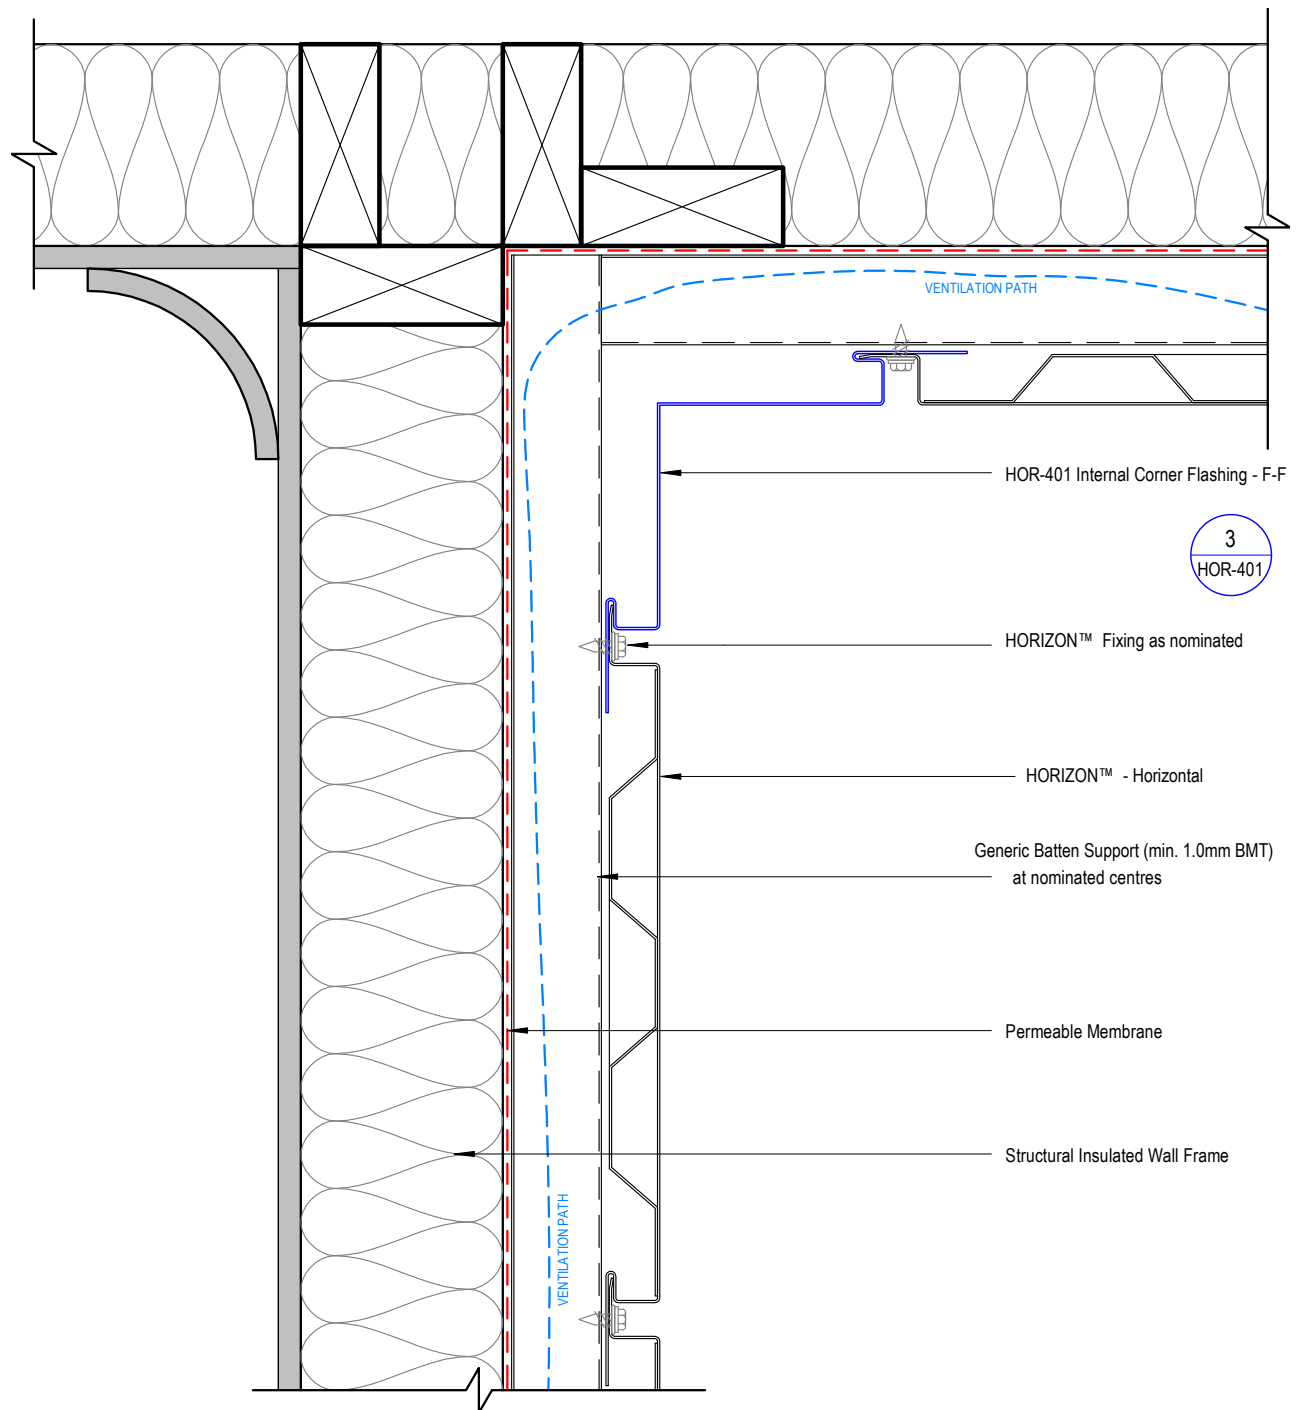 VENTILATION PATH
HOR-401 Internal Corner Flashing - F-F
3
HOR-401
HORIZON™ Fixing as nominated
HORIZON™ - Horizontal
Generic Batten Support (min. 1.0mm BMT)
at nominated centres
Permeable Membrane
Structural Insulated Wall Frame
VENTILATION PATH